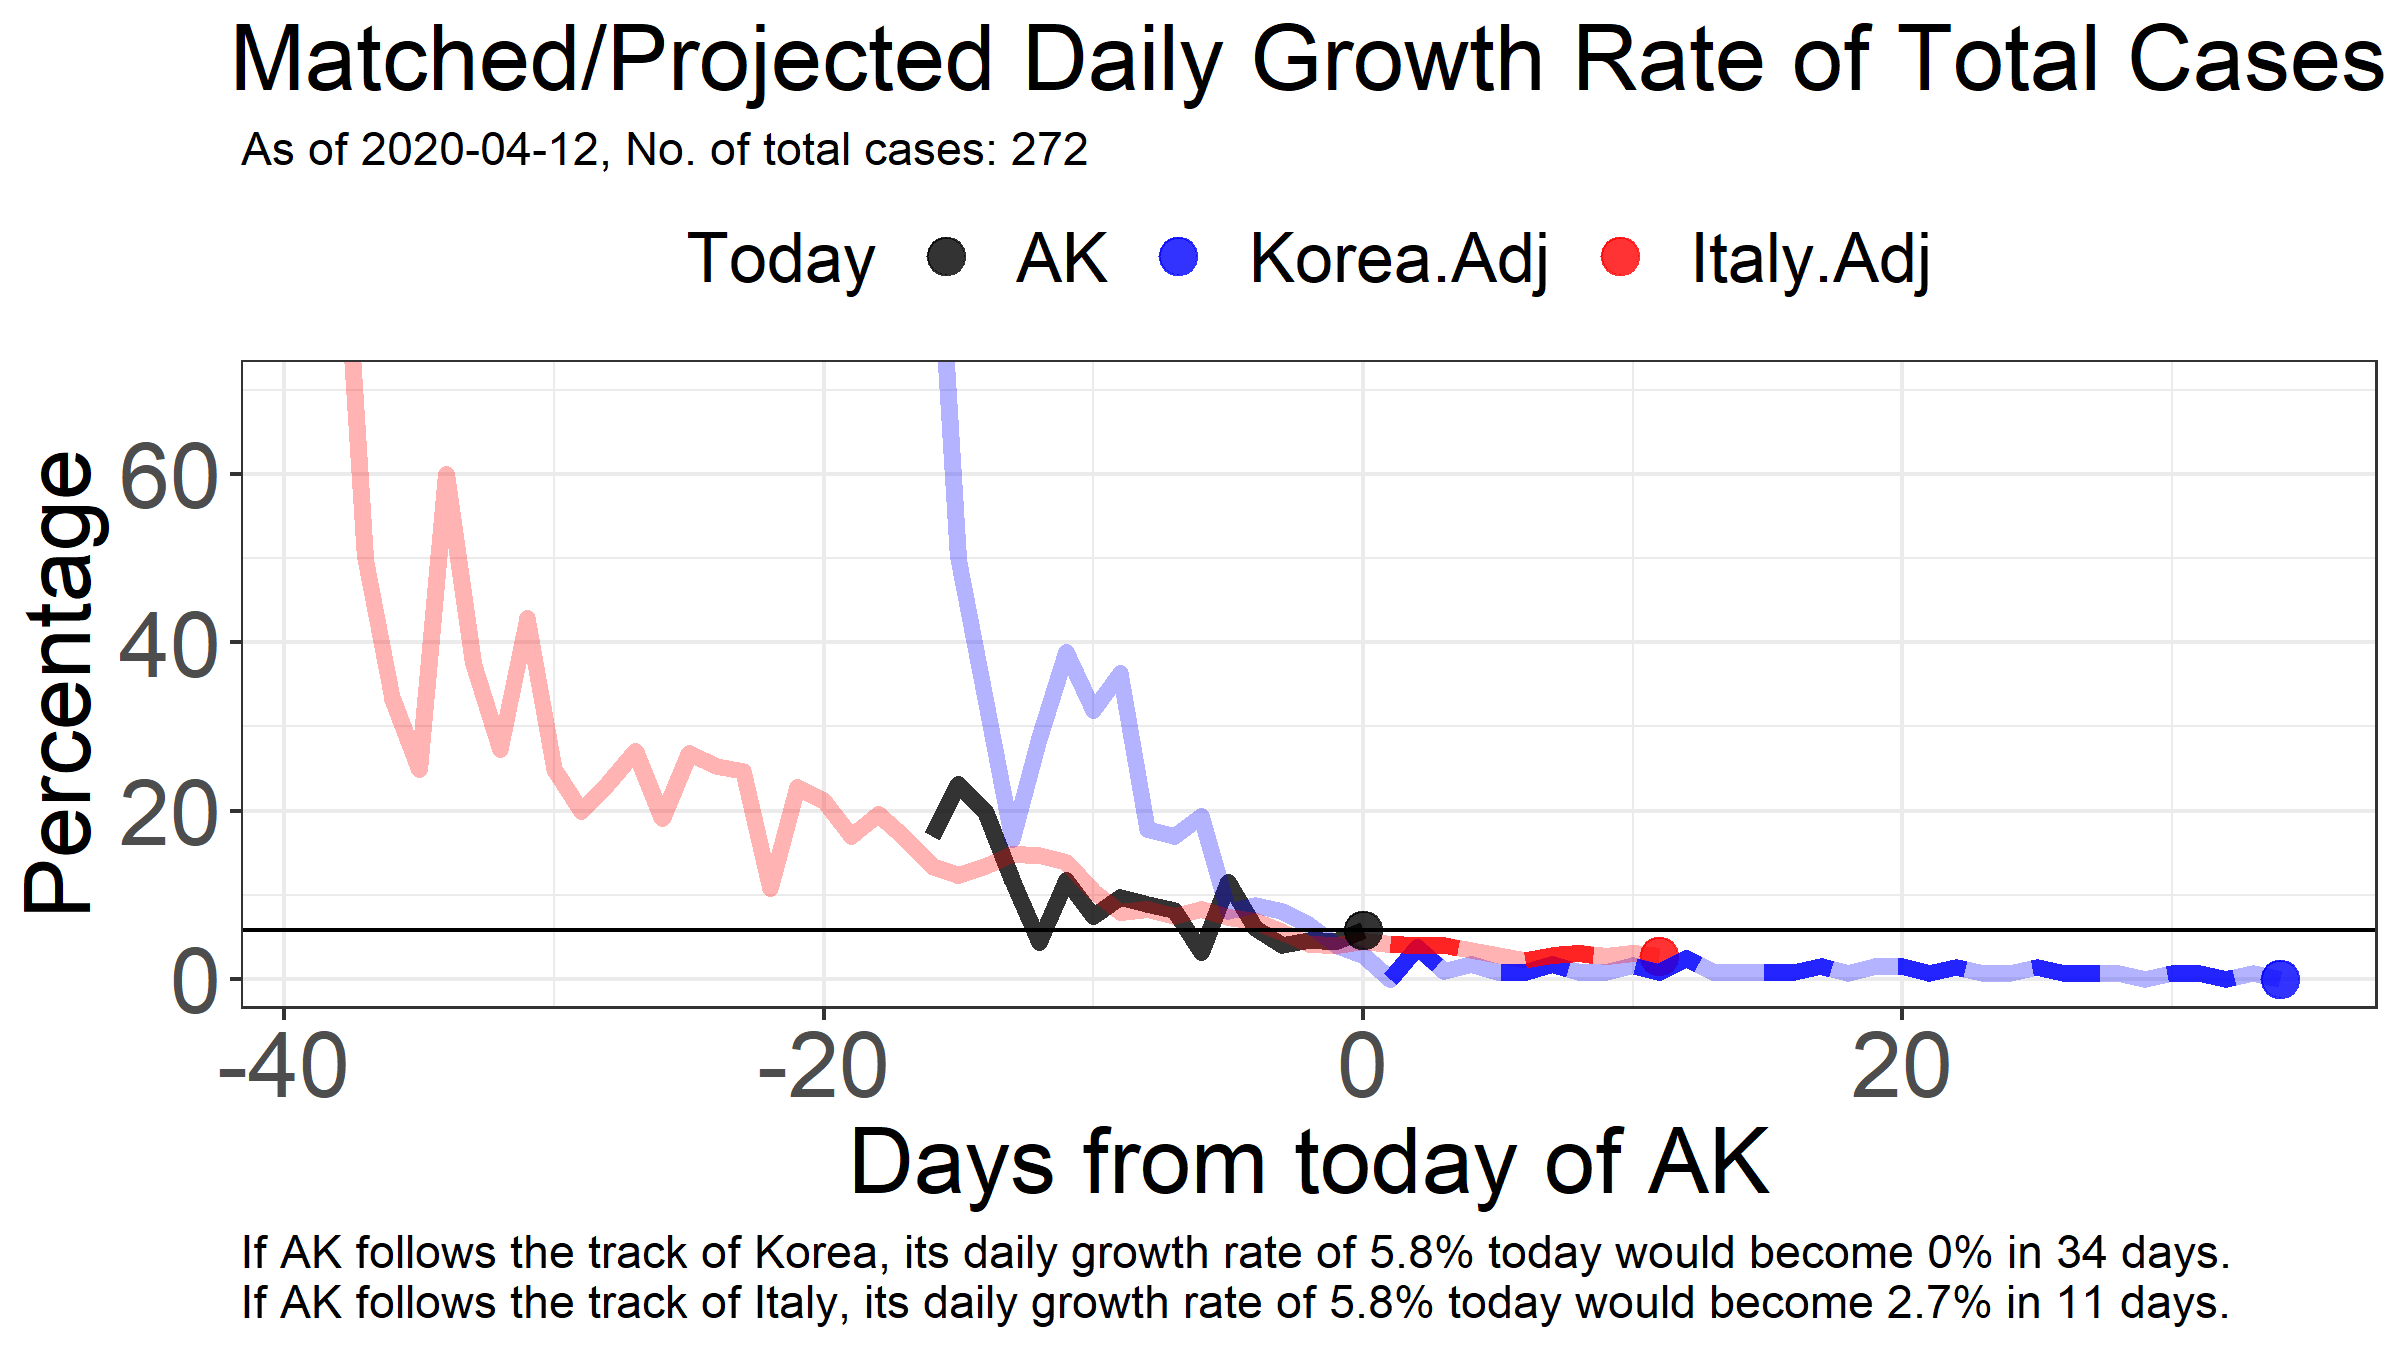 Matched/Projected Daily Growth Rate of Total Cases
As of 2020-04-12, No. of total cases: 272
Today AK Korea.Adj Italy.Adj
Percentage
60
40
20
0
-40 -20 0 20
Days from today of AK
If AK follows the track of Korea, its daily growth rate of 5.8% today would become 0% in 34 days.
If AK follows the track of Italy, its daily growth rate of 5.8% today would become 2.7% in 11 days.